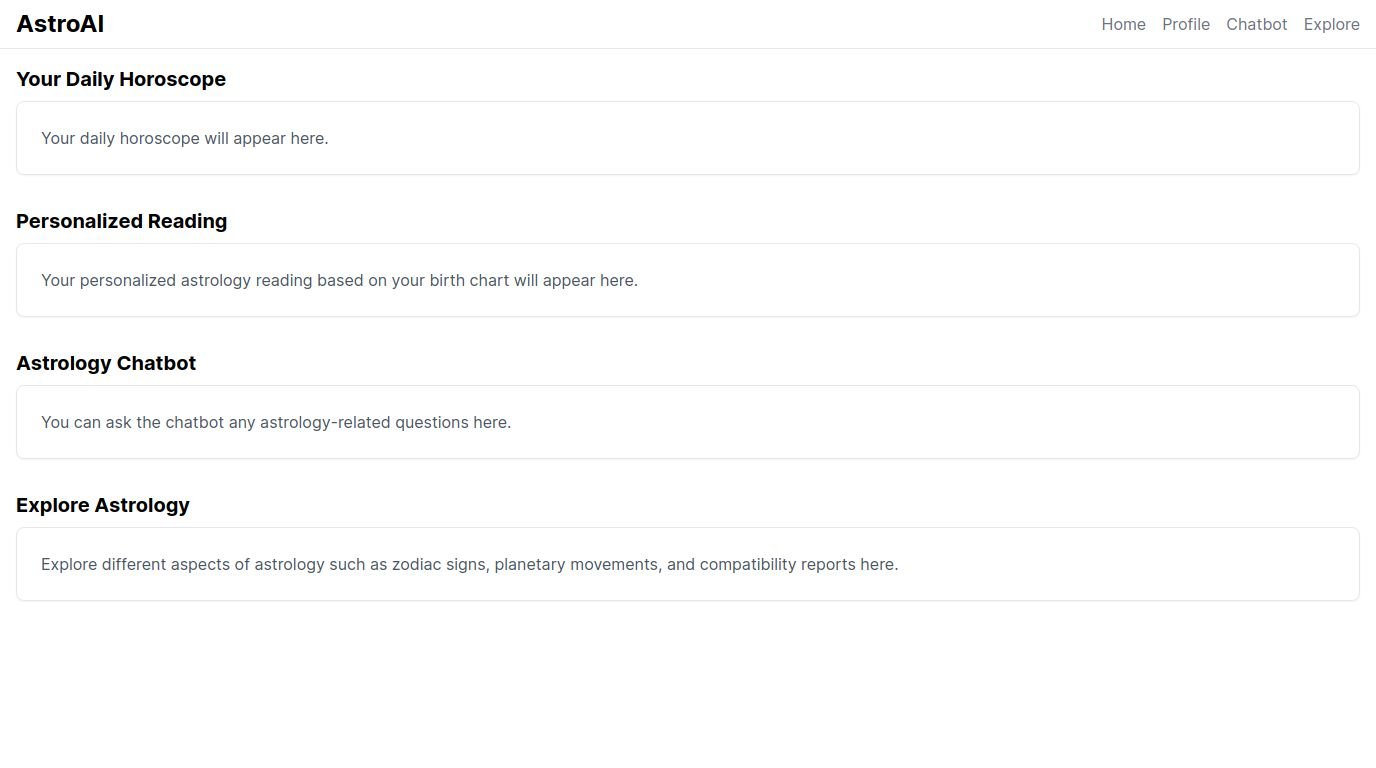 AstroAI
Home Profile Chatbot Explore
Your Daily Horoscope
Your daily horoscope will appear here.
Personalized Reading
Your personalized astrology reading based on your birth chart will appear here.
Astrology Chatbot
You can ask the chatbot any astrology-related questions here.
Explore Astrology
Explore different aspects of astrology such as zodiac signs, planetary movements, and compatibility reports here.